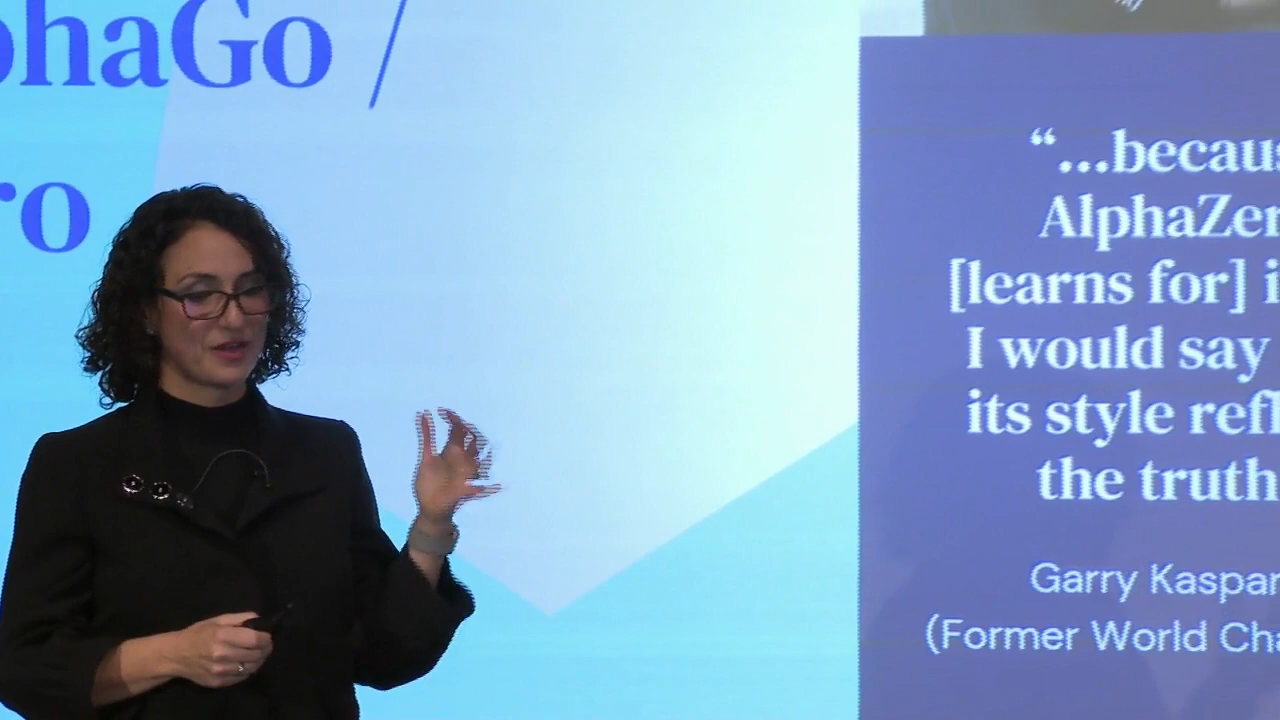 phaGo /
ro
“...becaus
AlphaZer
[learns for] i
I would say
its style refl
the truth
Garry Kaspar
(Former World Cha